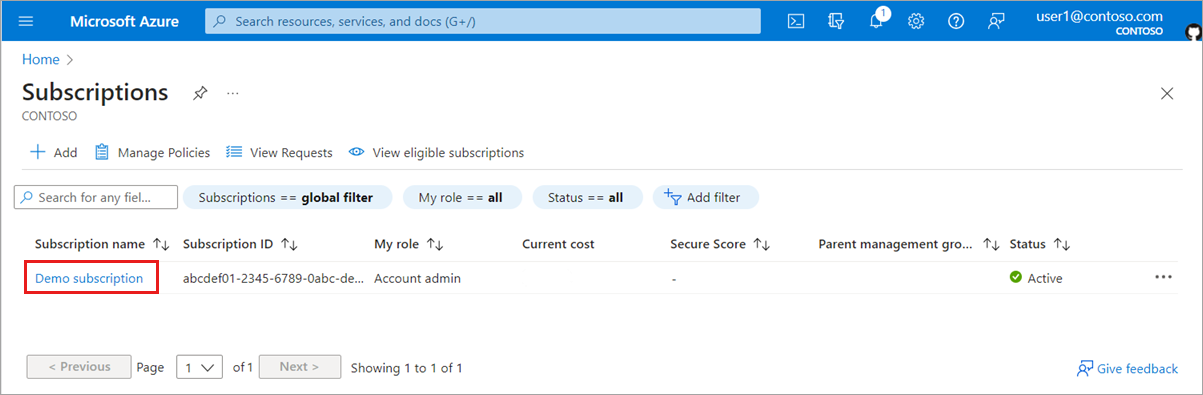 Microsoft Azure
Search resources, services, and docs (G+/)
1
user1@contoso.com
CONTOSO
Home >
Subscriptions
...
CONTOSO
Add
Manage Policies
View Requests
View eligible subscriptions
Search for any fiel...
Subscriptions == global filter
My role == all
Status == all
Add filter
Subscription name ↑↓ Subscription ID ↑↓ My role ↑↓ Current cost Secure Score ↑↓ Parent management gro... ↑↓ Status ↑↓
Demo subscription abcdef01-2345-6789-0abc-de... Account admin - Active ...
< Previous Page 1 of 1 Next > Showing 1 to 1 of 1
Give feedback